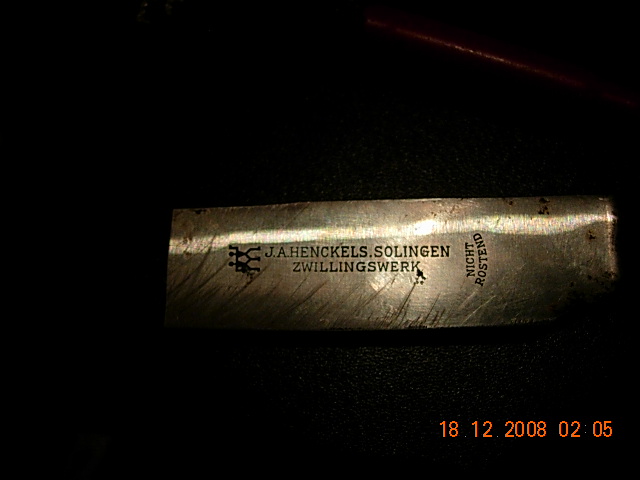 J.A.HENCKELS.SOLINGEN
ZWILLINGSWERK
NICHT
ROSTEND
18.12.2008 02:05